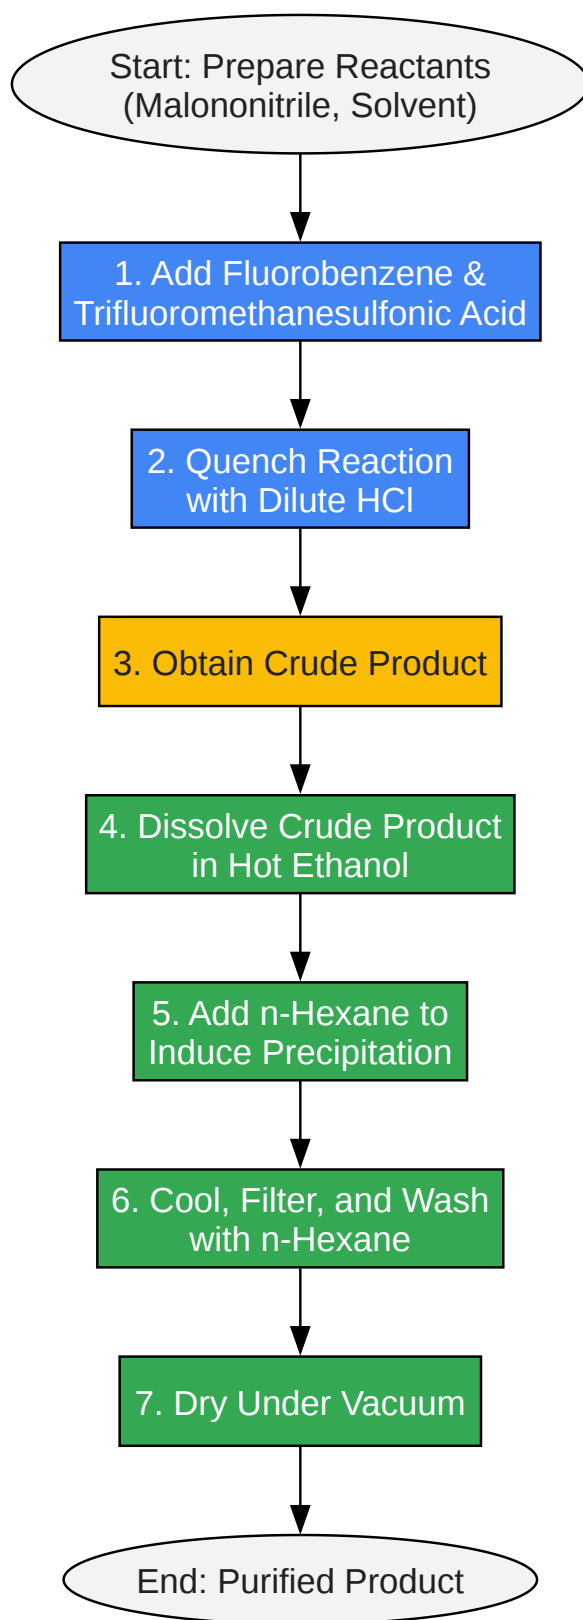 Start: Prepare Reactants
(Malononitrile, Solvent)
1. Add Fluorobenzene &
Trifluoromethanesulfonic Acid
2. Quench Reaction
with Dilute HCl
3. Obtain Crude Product
4. Dissolve Crude Product
in Hot Ethanol
5. Add n-Hexane to
Induce Precipitation
6. Cool, Filter, and Wash
with n-Hexane
7. Dry Under Vacuum
End: Purified Product